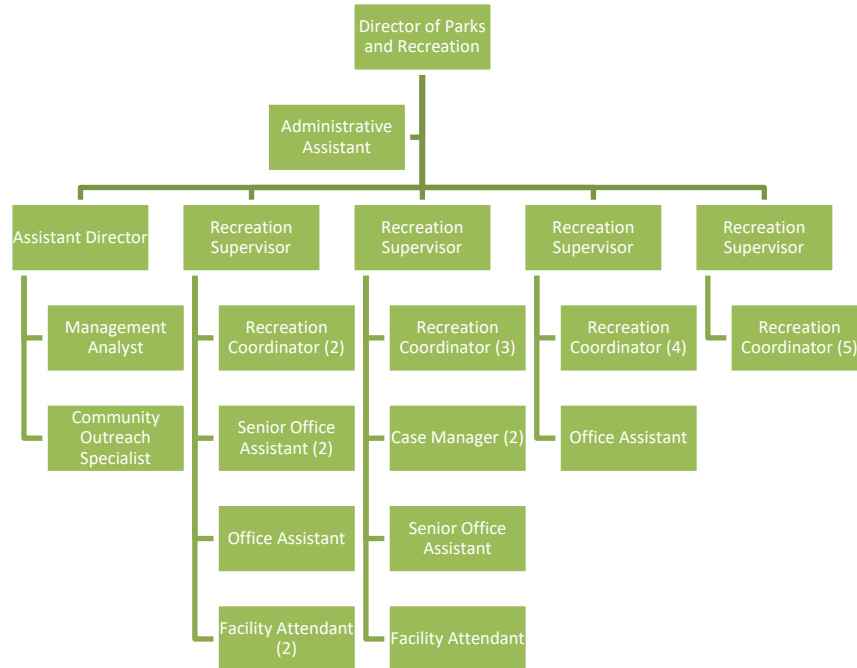 Director of Parks
and Recreation
Administrative
Assistant
Assistant Director
Recreation
Supervisor
Recreation
Supervisor
Recreation
Supervisor
Recreation
Supervisor
Management
Analyst
Community
Outreach
Specialist
Recreation
Coordinator (2)
Senior Office
Assistant (2)
Office Assistant
Facility Attendant
(2)
Recreation
Coordinator (3)
Case Manager (2)
Senior Office
Assistant
Facility Attendant
Recreation
Coordinator (4)
Office Assistant
Recreation
Coordinator (5)